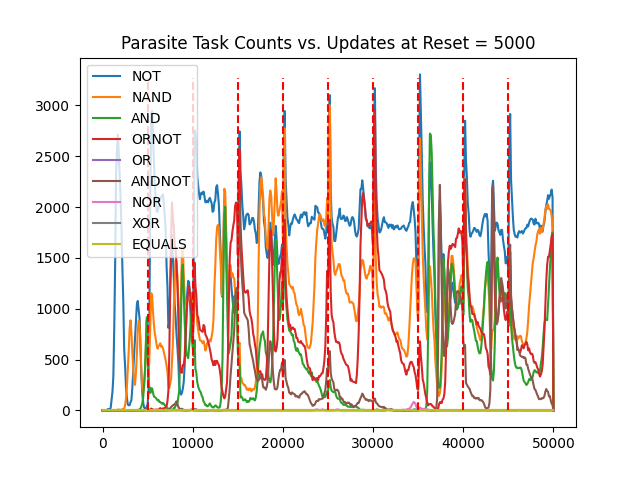 Parasite Task Counts vs. Updates at Reset = 5000
NOT
NAND
AND
ORNOT
OR
ANDNOT
NOR
XOR
EQUALS
3000
2500
2000
1500
1000
500
0
0 10000 20000 30000 40000 50000